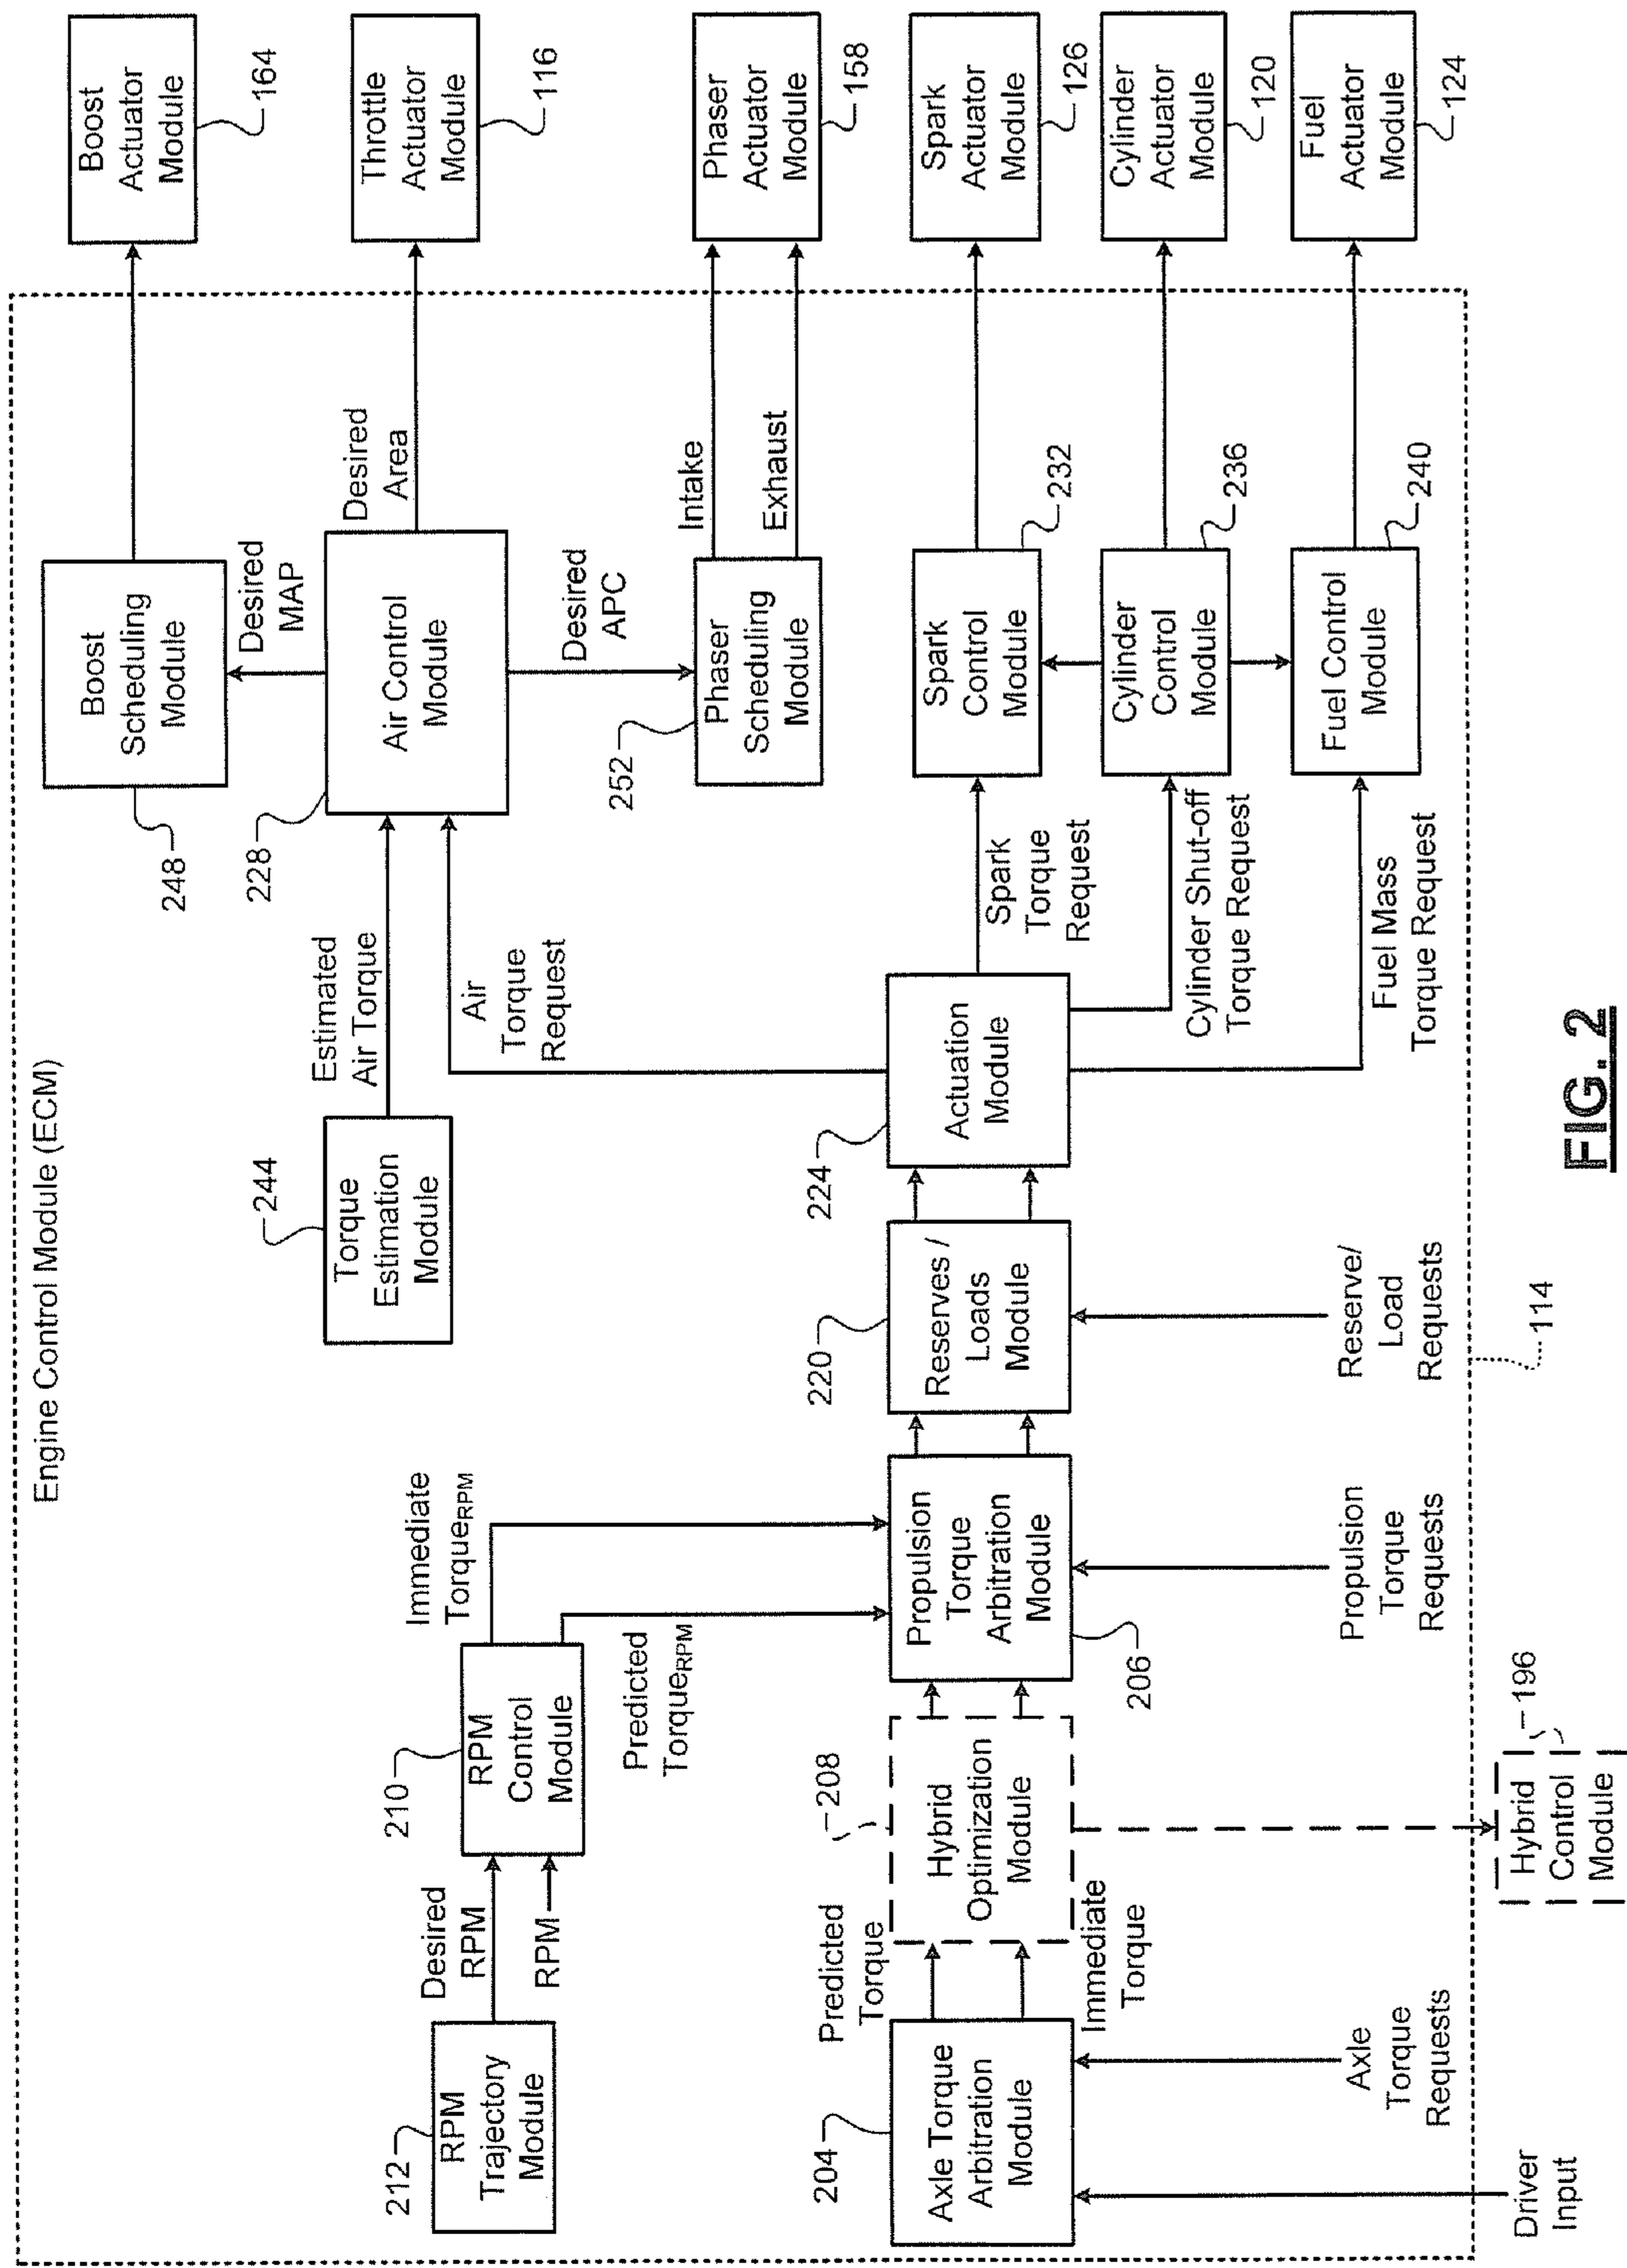 Engine Control Module (ECM)
Boost
Actuator
Module
164
Throttle
Actuator
Module
116
Phaser
Actuator
Module
158
Spark
Actuator
Module
126
Cylinder
Actuator
Module
120
Fuel
Actuator
Module
124
Boost
Scheduling
Module
248
Desired
MAP
Air Control
Module
228
Desired
Area
Desired
APC
Phaser
Scheduling
Module
252
Intake
Exhaust
Spark
Control
Module
232
Cylinder
Control
Module
236
Fuel Control
Module
240
Torque
Estimation
Module
244
Estimated
Air Torque
Air
Torque
Request
Actuation
Module
224
Spark
Torque
Request
Cylinder Shut-off
Torque Request
Fuel Mass
Torque Request
Reserves /
Loads
Module
220
Reserve/
Load
Requests
Propulsion
Torque
Arbitration
Module
206
Propulsion
Torque
Requests
RPM
Control
Module
210
Immediate
TorqueRPM
Predicted
TorqueRPM
RPM
Trajectory
Module
212
Desired
RPM
RPM
Hybrid
Optimization
Module
208
Hybrid
Control
Module
196
Axle Torque
Arbitration
Module
204
Predicted
Torque
Immediate
Torque
Axle
Torque
Requests
Driver
Input
114
FIG. 2